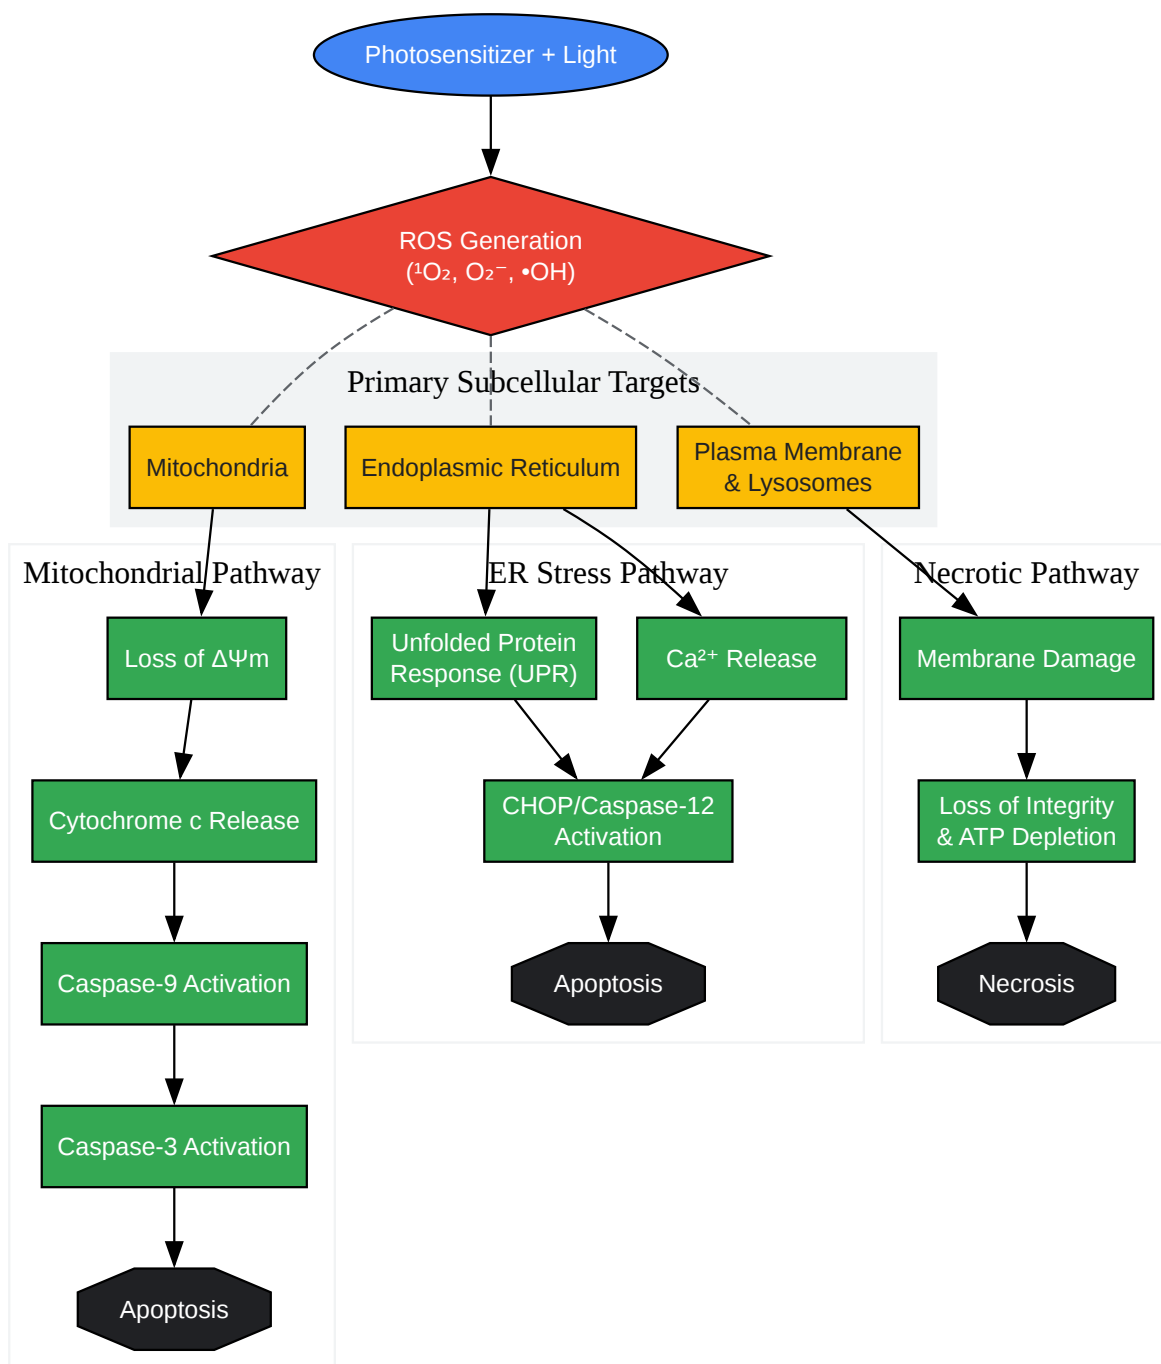 Photosensitizer + Light
ROS Generation
(¹O₂, O₂⁻, •OH)
Primary Subcellular Targets
Mitochondria
Endoplasmic Reticulum
Plasma Membrane
& Lysosomes
Mitochondrial Pathway
ER Stress Pathway
Necrotic Pathway
Loss of ΔΨm
Unfolded Protein
Response (UPR)
Ca²⁺ Release
Membrane Damage
Cytochrome c Release
CHOP/Caspase-12
Activation
Loss of Integrity
& ATP Depletion
Caspase-9 Activation
Apoptosis
Necrosis
Caspase-3 Activation
Apoptosis